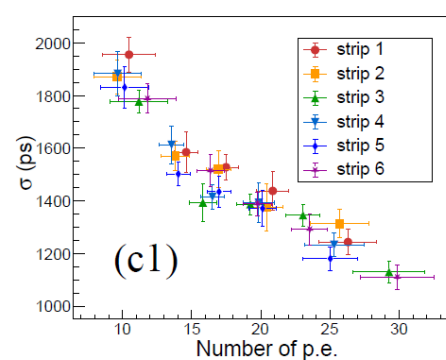 σ (ps)
2000
1800
1600
1400
1200
1000
strip 1
strip 2
strip 3
strip 4
strip 5
strip 6
(c1)
10 15 20 25 30
Number of p.e.